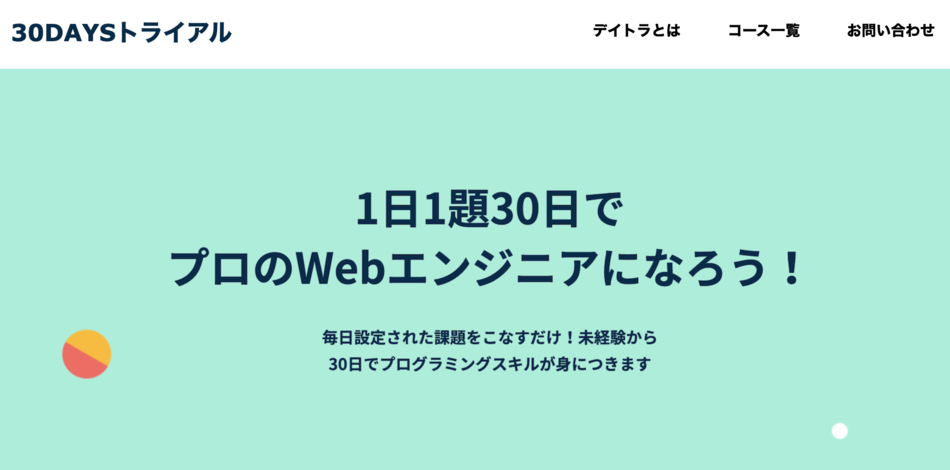 30DAYSトライアル
デイトラとは
コース一覧
お問い合わせ
1日1題30日で
プロのWebエンジニアになろう！
毎日設定された課題をこなすだけ！未経験から
30日でプログラミングスキルが身につきます